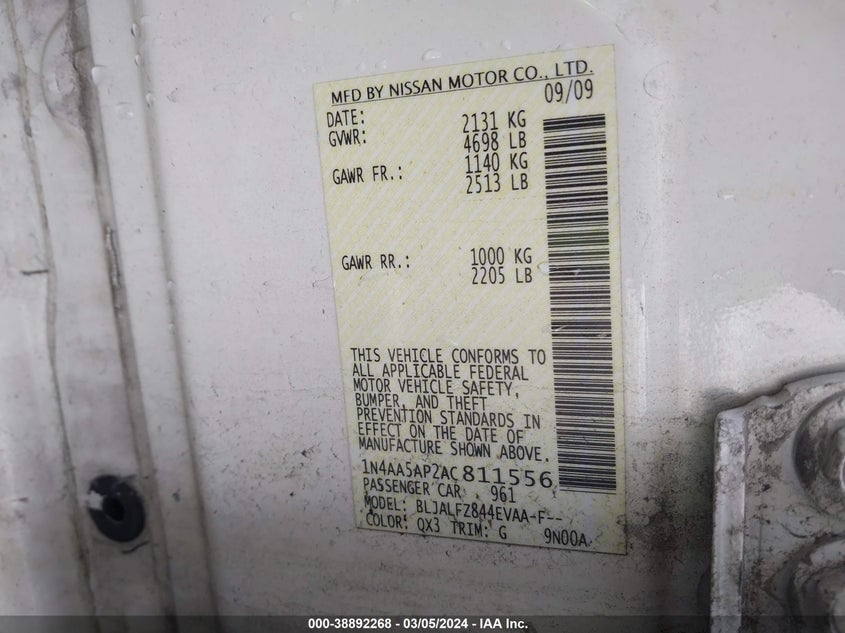 MFD BY NISSAN MOTOR CO., LTD.
DATE: 09/09
GVWR: 2131 KG
4698 LB
GAWR FR.: 1140 KG
2513 LB
GAWR RR.: 1000 KG
2205 LB
THIS VEHICLE CONFORMS TO
ALL APPLICABLE FEDERAL
MOTOR VEHICLE SAFETY,
BUMPER, AND THEFT
PREVENTION STANDARDS IN
EFFECT ON THE DATE OF
MANUFACTURE SHOWN ABOVE.
1N4AA5AP2AC811556
PASSENGER CAR 961
MODEL: BLJALFZ844EVAA-F--
COLOR: QX3 TRIM: G 9N00A
000-38892268 - 03/05/2024 - IAA Inc.